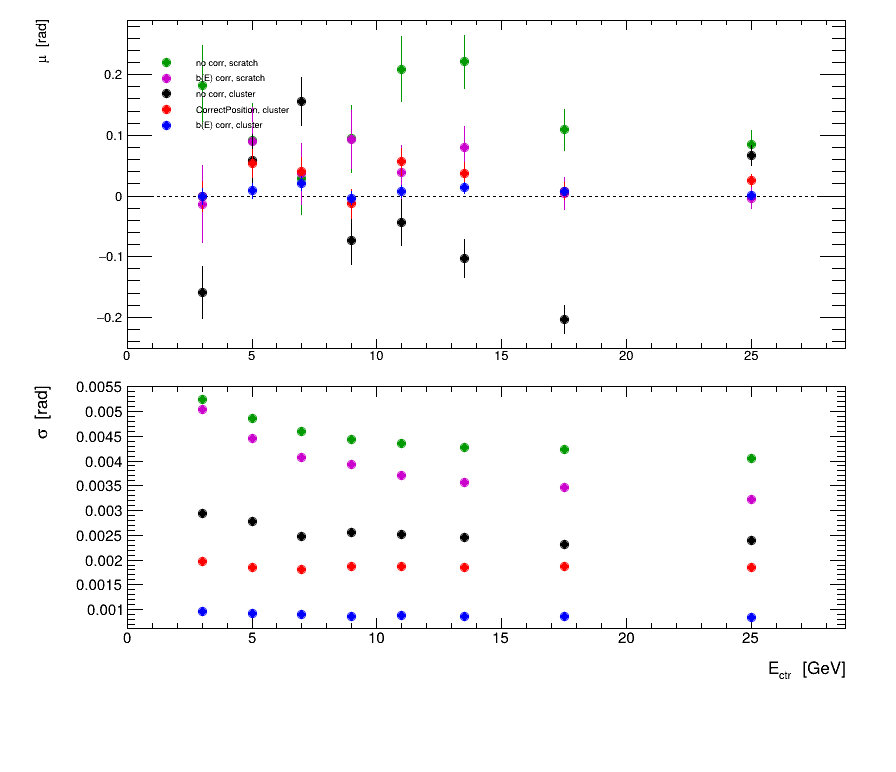 μ [rad]
no corr, scratch
b(E) corr, scratch
no corr, cluster
CorrectPosition, cluster
b(E) corr, cluster
0.2
0.1
0
−0.1
−0.2
0 5 10 15 20 25
σ [rad]
0.0055
0.005
0.0045
0.004
0.0035
0.003
0.0025
0.002
0.0015
0.001
0 5 10 15 20 25
E_ctr [GeV]